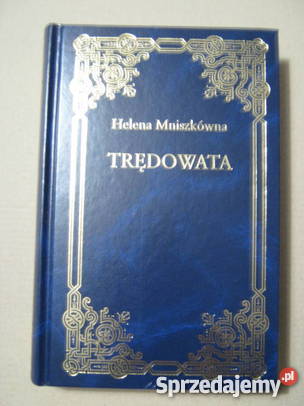 Helena Mniszkówna
TRĘDOWATA
Sprzedajemy.pl